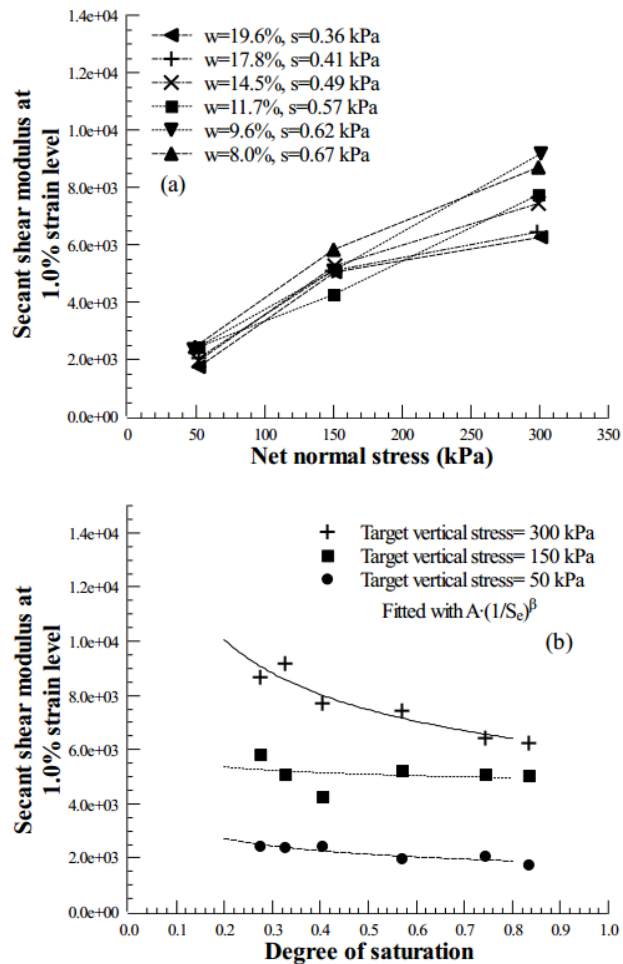 Secant shear modulus at
1.0% strain level
1.4e+04
1.2e+04
1.0e+04
8.0e+03
6.0e+03
4.0e+03
2.0e+03
0.0e+00
w=19.6%, s=0.36 kPa
w=17.8%, s=0.41 kPa
w=14.5%, s=0.49 kPa
w=11.7%, s=0.57 kPa
w=9.6%, s=0.62 kPa
w=8.0%, s=0.67 kPa
(a)
0 50 100 150 200 250 300 350
Net normal stress (kPa)
Secant shear modulus at
1.0% strain level
1.4e+04
1.2e+04
1.0e+04
8.0e+03
6.0e+03
4.0e+03
2.0e+03
0.0e+00
Target vertical stress= 300 kPa
Target vertical stress= 150 kPa
Target vertical stress= 50 kPa
Fitted with A·(1/Sₑ)ᵝ
(b)
0.0 0.1 0.2 0.3 0.4 0.5 0.6 0.7 0.8 0.9 1.0
Degree of saturation